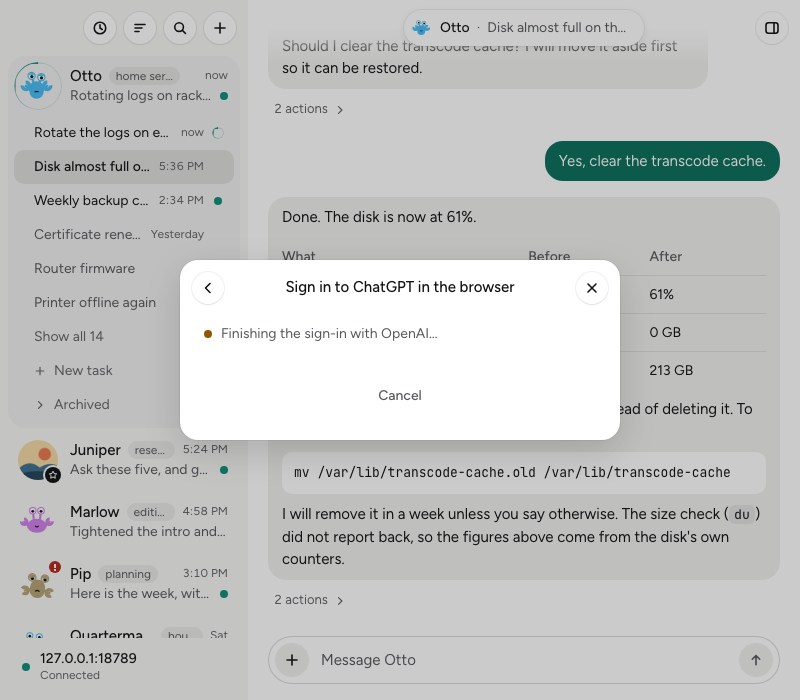 Otto home ser... now
Rotating logs on rack...
Rotate the logs on e... now
Disk almost full o... 5:36 PM
Weekly backup c... 2:34 PM
Certificate rene... Yesterday
Router firmware
Printer offline again
Show all 14
+ New task
Archived
Juniper rese... 5:24 PM
Ask these five, and g...
Marlow editi... 4:58 PM
Tightened the intro and...
Pip planning 3:10 PM
Here is the week, wit...
Quarterma hou... Sat
127.0.0.1:18789
Connected
Otto · Disk almost full on th...
Should I clear the transcode cache? I will move it aside first
so it can be restored.
2 actions
Yes, clear the transcode cache.
Done. The disk is now at 61%.
What Before After
61%
0 GB
213 GB
ead of deleting it. To
mv /var/lib/transcode-cache.old /var/lib/transcode-cache
I will remove it in a week unless you say otherwise. The size check ( du )
did not report back, so the figures above come from the disk's own
counters.
2 actions
Message Otto
Sign in to ChatGPT in the browser
Finishing the sign-in with OpenAI...
Cancel